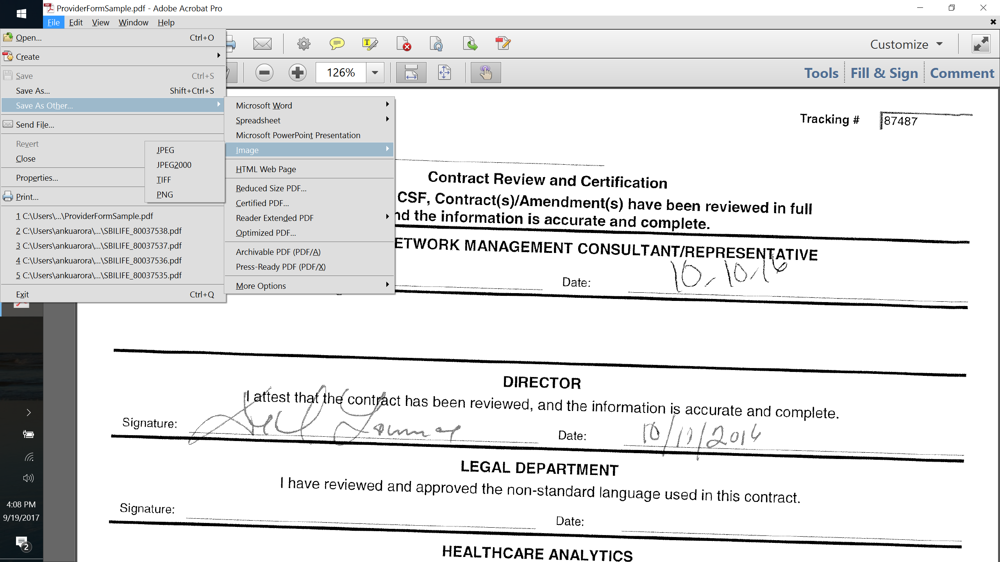 ProviderFormSample.pdf - Adobe Acrobat Pro
File Edit View Window Help
Open... Ctrl+O
Create
Save Ctrl+S
Save As... Shift+Ctrl+S
Save As Other...
Send File...
Revert
Close
Properties...
Print...
1 C:\Users\...\ProviderFormSample.pdf
2 C:\Users\ankuarora\...\SBILIFE_80037538.pdf
3 C:\Users\ankuarora\...\SBILIFE_80037537.pdf
4 C:\Users\ankuarora\...\SBILIFE_80037536.pdf
5 C:\Users\ankuarora\...\SBILIFE_80037535.pdf
Exit Ctrl+Q
JPEG
JPEG2000
TIFF
PNG
Microsoft Word
Spreadsheet
Microsoft PowerPoint Presentation
Image
HTML Web Page
Reduced Size PDF...
Certified PDF...
Reader Extended PDF
Optimized PDF...
Archivable PDF (PDF/A)
Press-Ready PDF (PDF/X)
More Options
Customize
126%
Tools Fill & Sign Comment
Tracking # 87487
Contract Review and Certification
CSF, Contract(s)/Amendment(s) have been reviewed in full
nd the information is accurate and complete.
ETWORK MANAGEMENT CONSULTANT/REPRESENTATIVE
Date: 10-10-16
DIRECTOR
I attest that the contract has been reviewed, and the information is accurate and complete.
Signature: Date: 10/11/2016
LEGAL DEPARTMENT
I have reviewed and approved the non-standard language used in this contract.
Signature: Date:
HEALTHCARE ANALYTICS
4:08 PM
9/19/2017
2